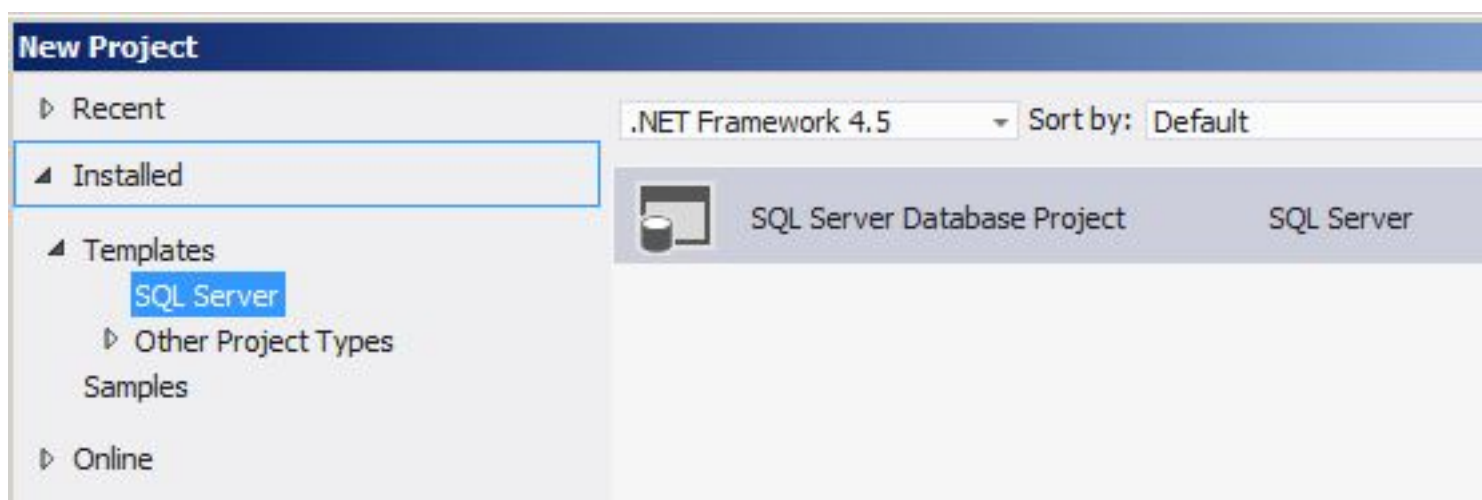 New Project
Recent
Installed
Templates
SQL Server
Other Project Types
Samples
Online
.NET Framework 4.5 Sort by: Default
SQL Server Database Project SQL Server